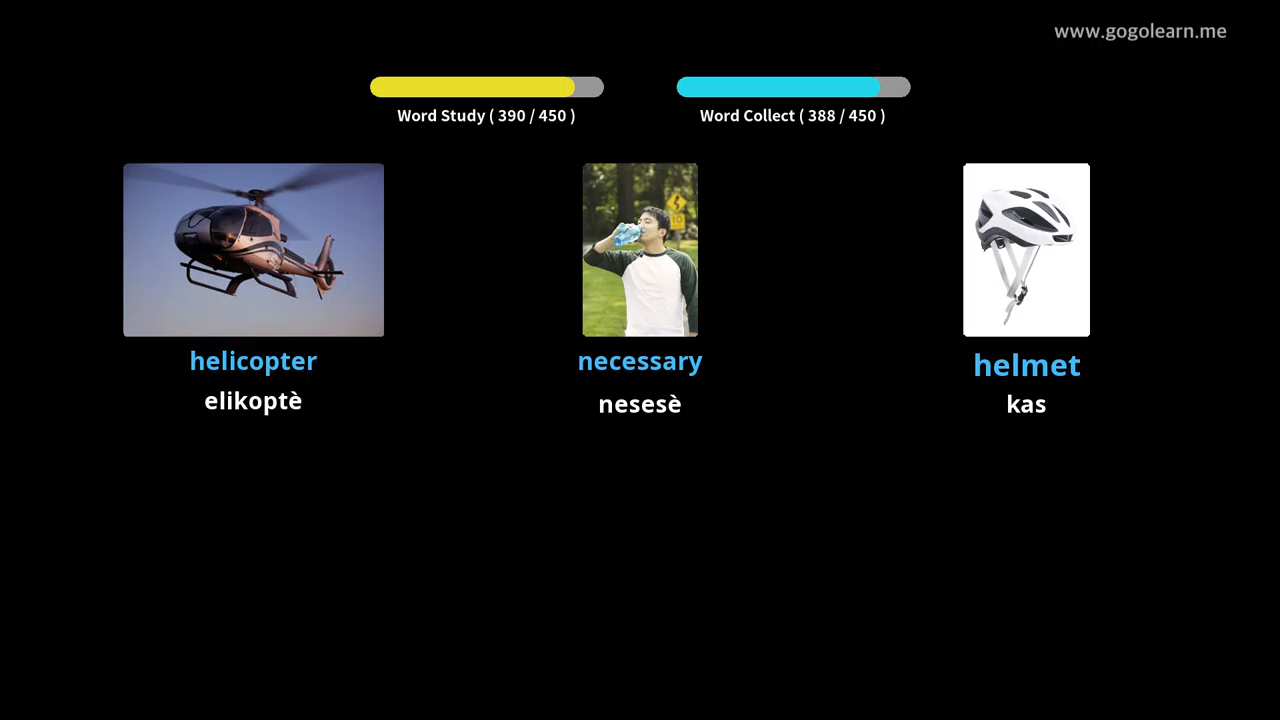 www.gogolearn.me
Word Study ( 390 / 450 )
Word Collect ( 388 / 450 )
helicopter
elikoptè
necessary
nesesè
helmet
kas